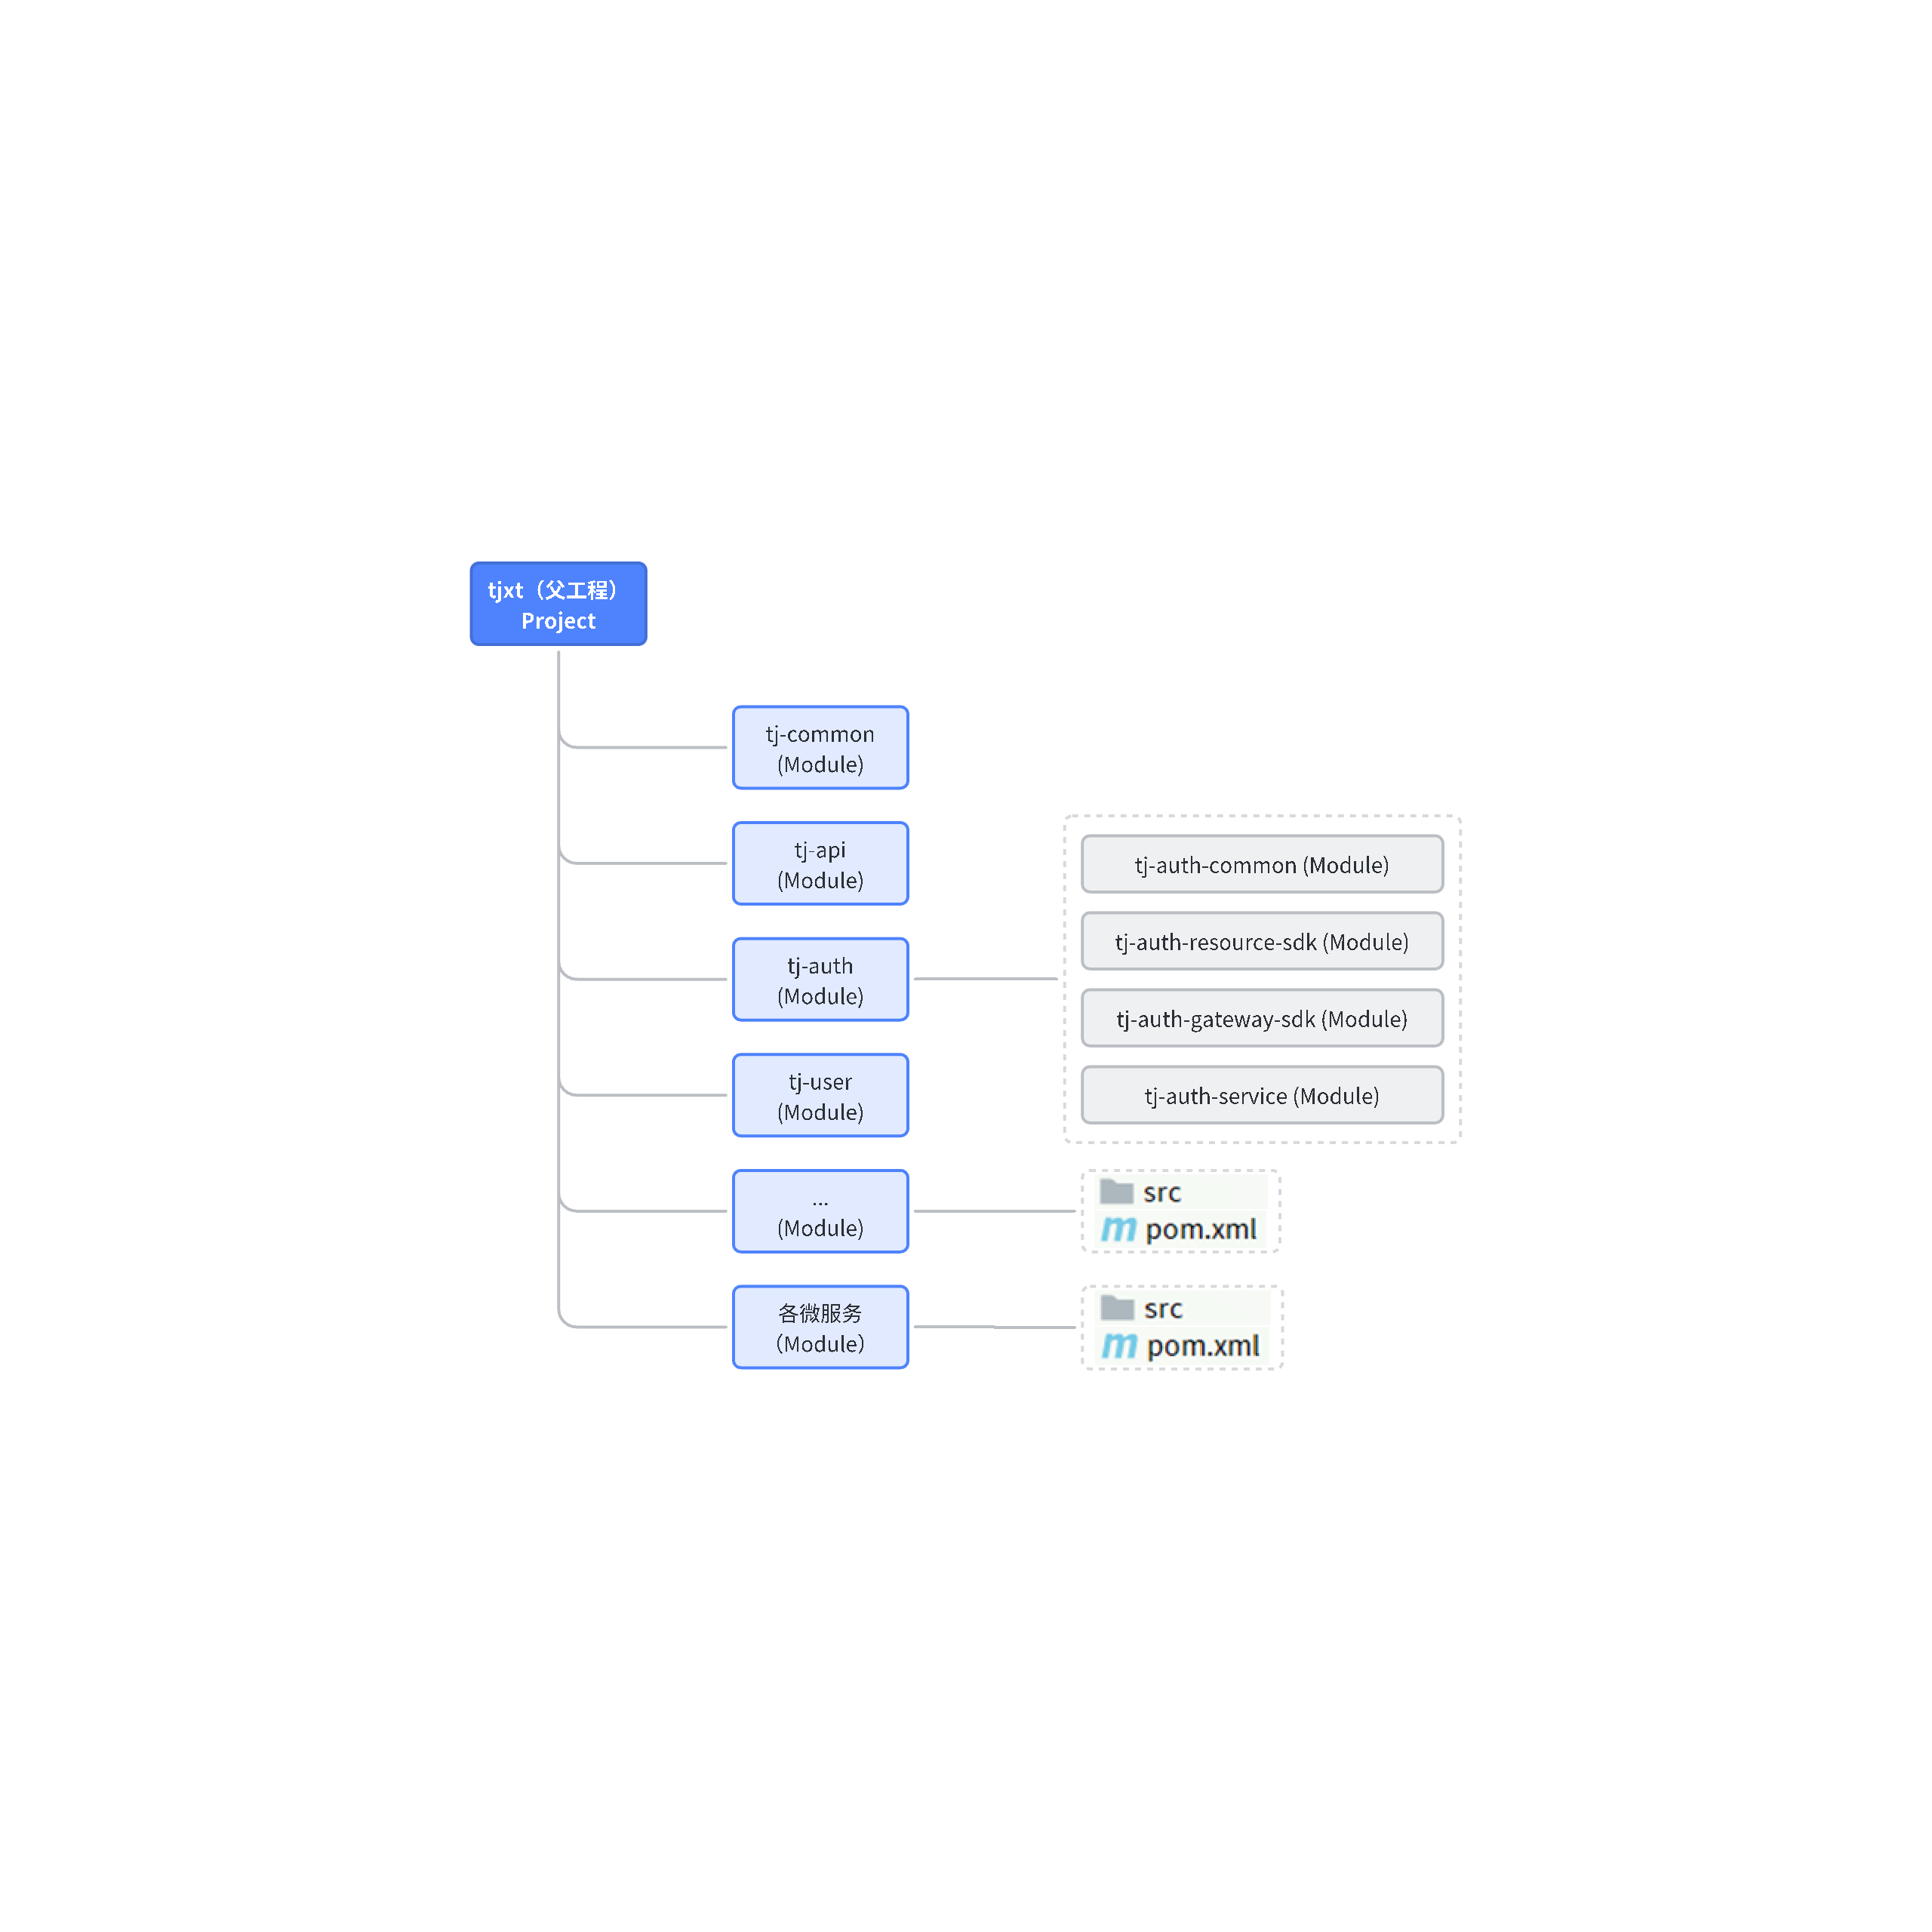 tjxt（父工程）
Project
tj-common
(Module)
tj-api
(Module)
tj-auth
(Module)
tj-auth-common (Module)
tj-auth-resource-sdk (Module)
tj-auth-gateway-sdk (Module)
tj-auth-service (Module)
tj-user
(Module)
...
(Module)
src
pom.xml
各微服务
（Module）
src
pom.xml